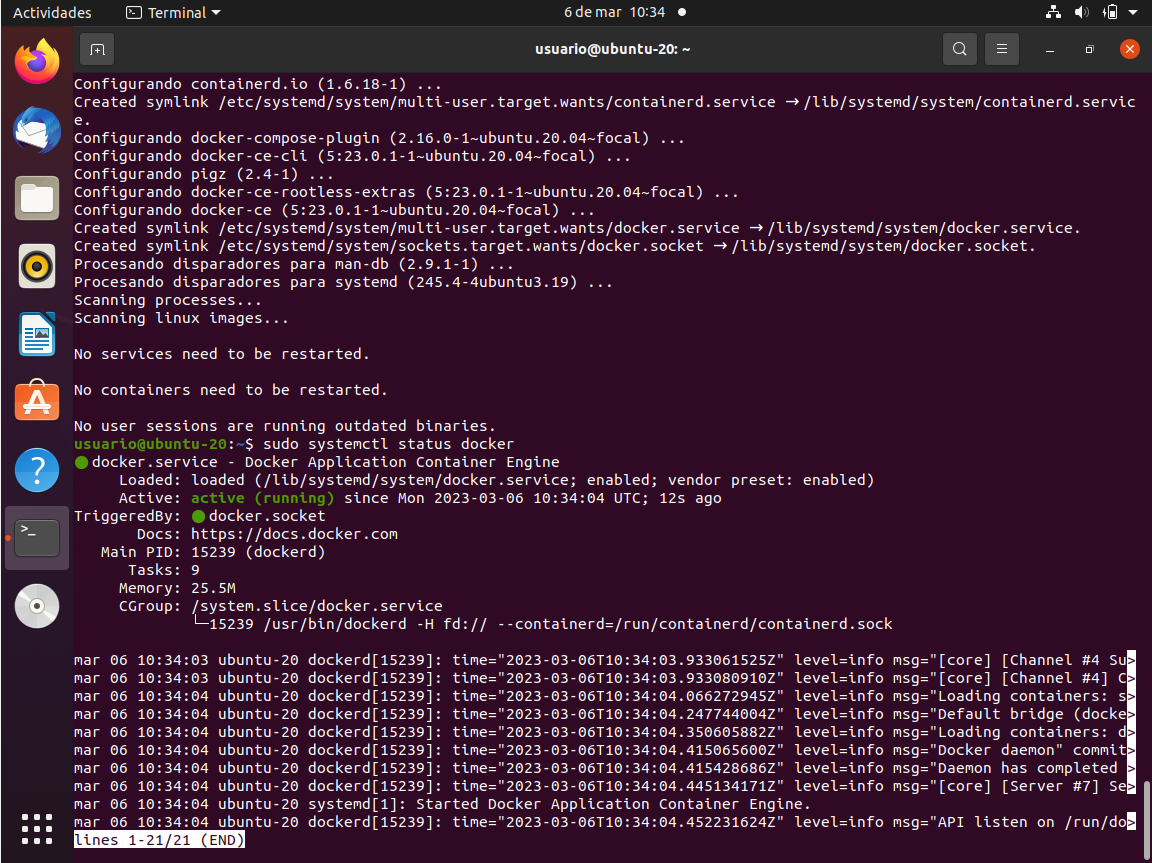 Actividades
Terminal
6 de mar 10:34
usuario@ubuntu-20: ~
Configurando containerd.io (1.6.18-1) ...
Created symlink /etc/systemd/system/multi-user.target.wants/containerd.service → /lib/systemd/system/containerd.servic
e.
Configurando docker-compose-plugin (2.16.0-1~ubuntu.20.04~focal) ...
Configurando docker-ce-cli (5:23.0.1-1~ubuntu.20.04~focal) ...
Configurando pigz (2.4-1) ...
Configurando docker-ce-rootless-extras (5:23.0.1-1~ubuntu.20.04~focal) ...
Configurando docker-ce (5:23.0.1-1~ubuntu.20.04~focal) ...
Created symlink /etc/systemd/system/multi-user.target.wants/docker.service → /lib/systemd/system/docker.service.
Created symlink /etc/systemd/system/sockets.target.wants/docker.socket → /lib/systemd/system/docker.socket.
Procesando disparadores para man-db (2.9.1-1) ...
Procesando disparadores para systemd (245.4-4ubuntu3.19) ...
Scanning processes...
Scanning linux images...
No services need to be restarted.
No containers need to be restarted.
No user sessions are running outdated binaries.
usuario@ubuntu-20:~$ sudo systemctl status docker
● docker.service - Docker Application Container Engine
Loaded: loaded (/lib/systemd/system/docker.service; enabled; vendor preset: enabled)
Active: active (running) since Mon 2023-03-06 10:34:04 UTC; 12s ago
TriggeredBy: ● docker.socket
Docs: https://docs.docker.com
Main PID: 15239 (dockerd)
Tasks: 9
Memory: 25.5M
CGroup: /system.slice/docker.service
└─15239 /usr/bin/dockerd -H fd:// --containerd=/run/containerd/containerd.sock
mar 06 10:34:03 ubuntu-20 dockerd[15239]: time="2023-03-06T10:34:03.933061525Z" level=info msg="[core] [Channel #4 Su>
mar 06 10:34:03 ubuntu-20 dockerd[15239]: time="2023-03-06T10:34:03.933080910Z" level=info msg="[core] [Channel #4] C>
mar 06 10:34:04 ubuntu-20 dockerd[15239]: time="2023-03-06T10:34:04.066272945Z" level=info msg="Loading containers: s>
mar 06 10:34:04 ubuntu-20 dockerd[15239]: time="2023-03-06T10:34:04.247744004Z" level=info msg="Default bridge (docke>
mar 06 10:34:04 ubuntu-20 dockerd[15239]: time="2023-03-06T10:34:04.350605882Z" level=info msg="Loading containers: d>
mar 06 10:34:04 ubuntu-20 dockerd[15239]: time="2023-03-06T10:34:04.415065600Z" level=info msg="Docker daemon" commit>
mar 06 10:34:04 ubuntu-20 dockerd[15239]: time="2023-03-06T10:34:04.415428686Z" level=info msg="Daemon has completed >
mar 06 10:34:04 ubuntu-20 dockerd[15239]: time="2023-03-06T10:34:04.445134171Z" level=info msg="[core] [Server #7] Se>
mar 06 10:34:04 ubuntu-20 systemd[1]: Started Docker Application Container Engine.
mar 06 10:34:04 ubuntu-20 dockerd[15239]: time="2023-03-06T10:34:04.452231624Z" level=info msg="API listen on /run/do>
lines 1-21/21 (END)